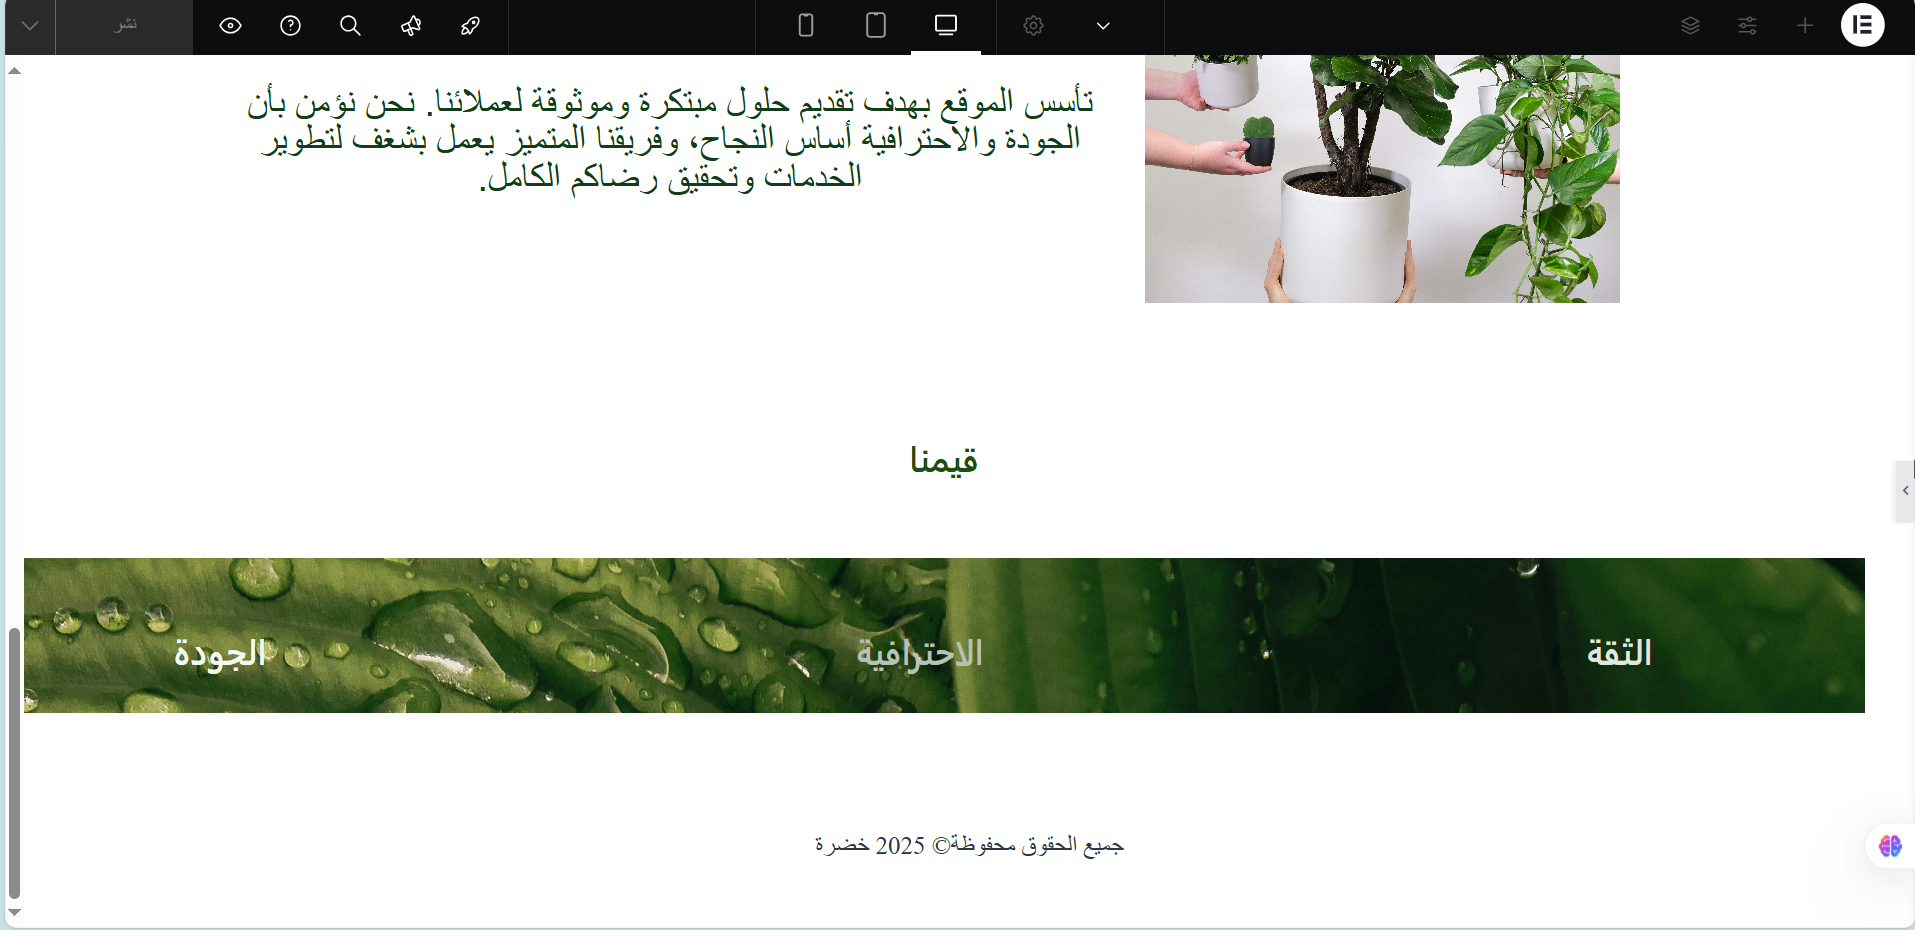 نشر
تأسس الموقع بهدف تقديم حلول مبتكرة وموثوقة لعملائنا. نحن نؤمن بأن
الجودة والاحترافية أساس النجاح، وفريقنا المتميز يعمل بشغف لتطوير
الخدمات وتحقيق رضاكم الكامل.
قيمنا
الثقة
الاحترافية
الجودة
جميع الحقوق محفوظة© 2025 خضرة